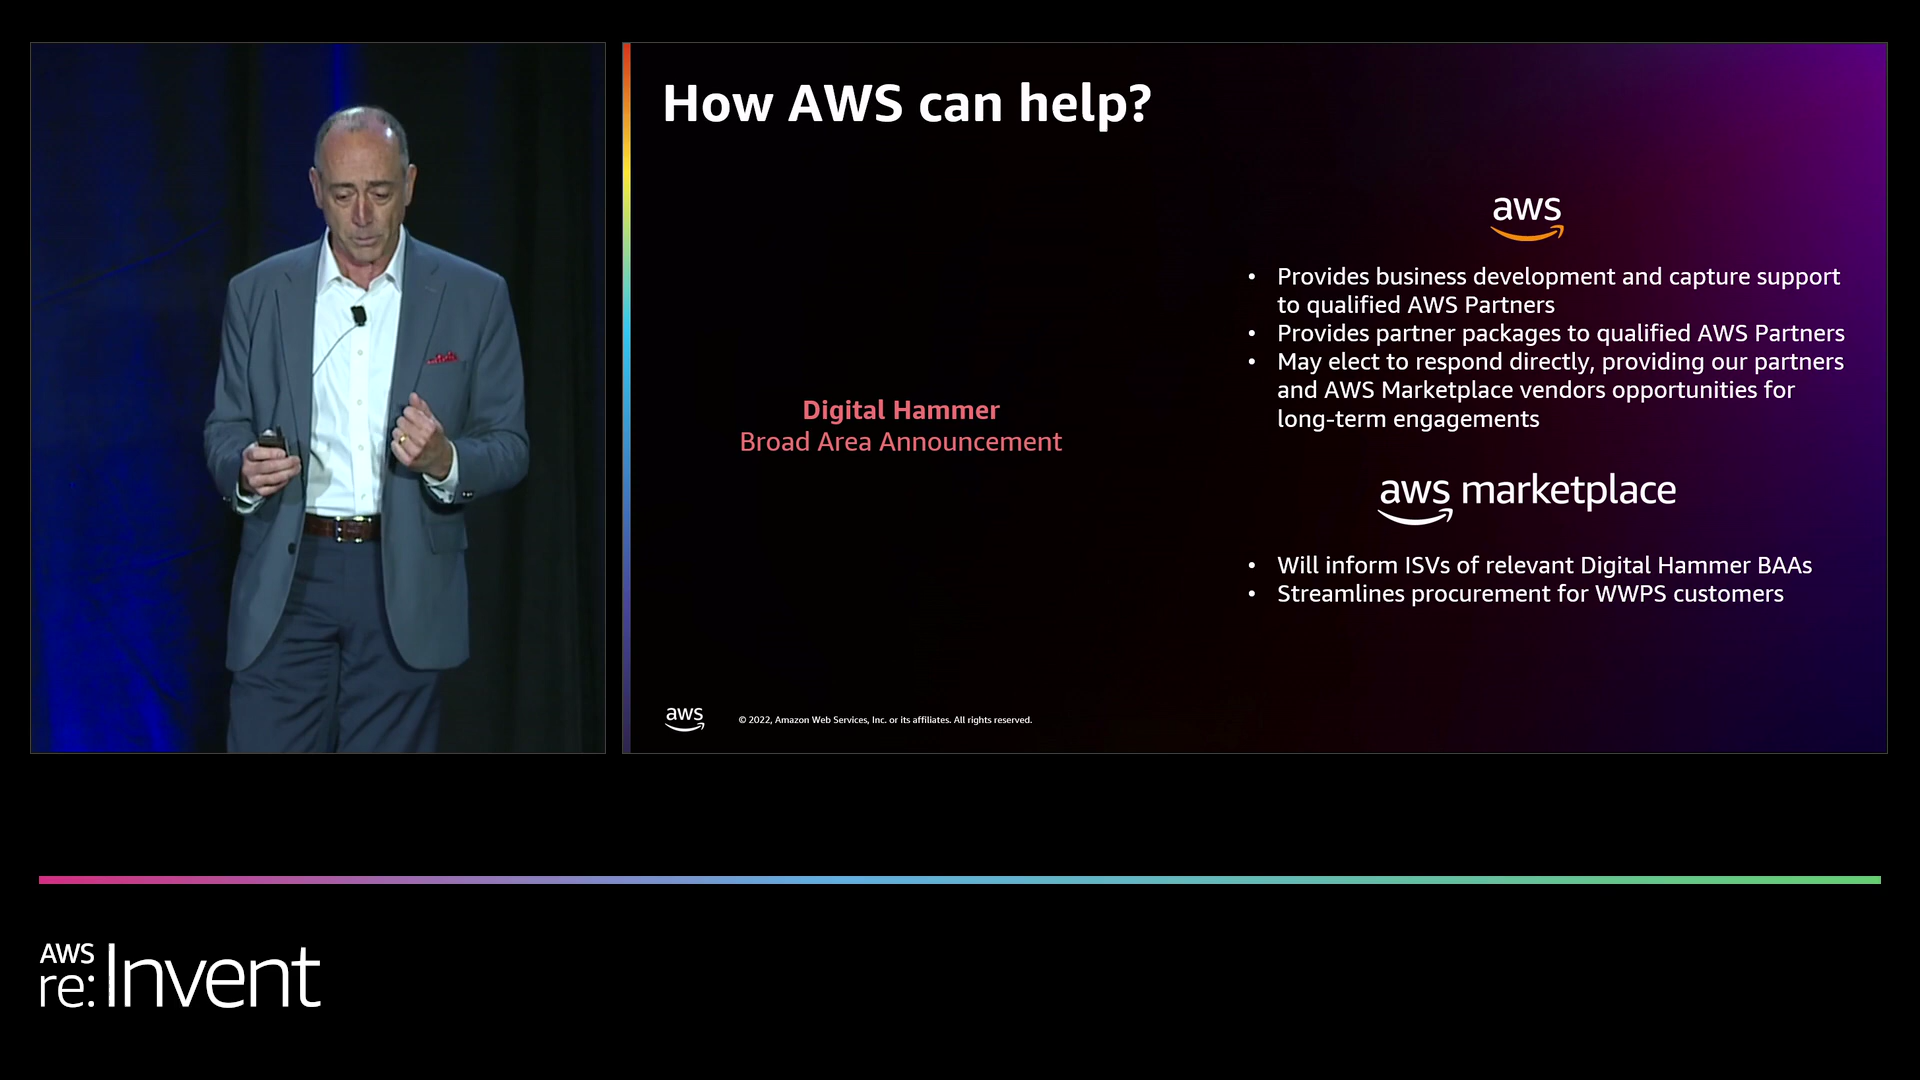 How AWS can help?
Digital Hammer
Broad Area Announcement
aws
• Provides business development and capture support
to qualified AWS Partners
• Provides partner packages to qualified AWS Partners
• May elect to respond directly, providing our partners
and AWS Marketplace vendors opportunities for
long-term engagements
aws marketplace
• Will inform ISVs of relevant Digital Hammer BAAs
• Streamlines procurement for WWPS customers
aws
© 2022, Amazon Web Services, Inc. or its affiliates. All rights reserved.
AWS
re:Invent